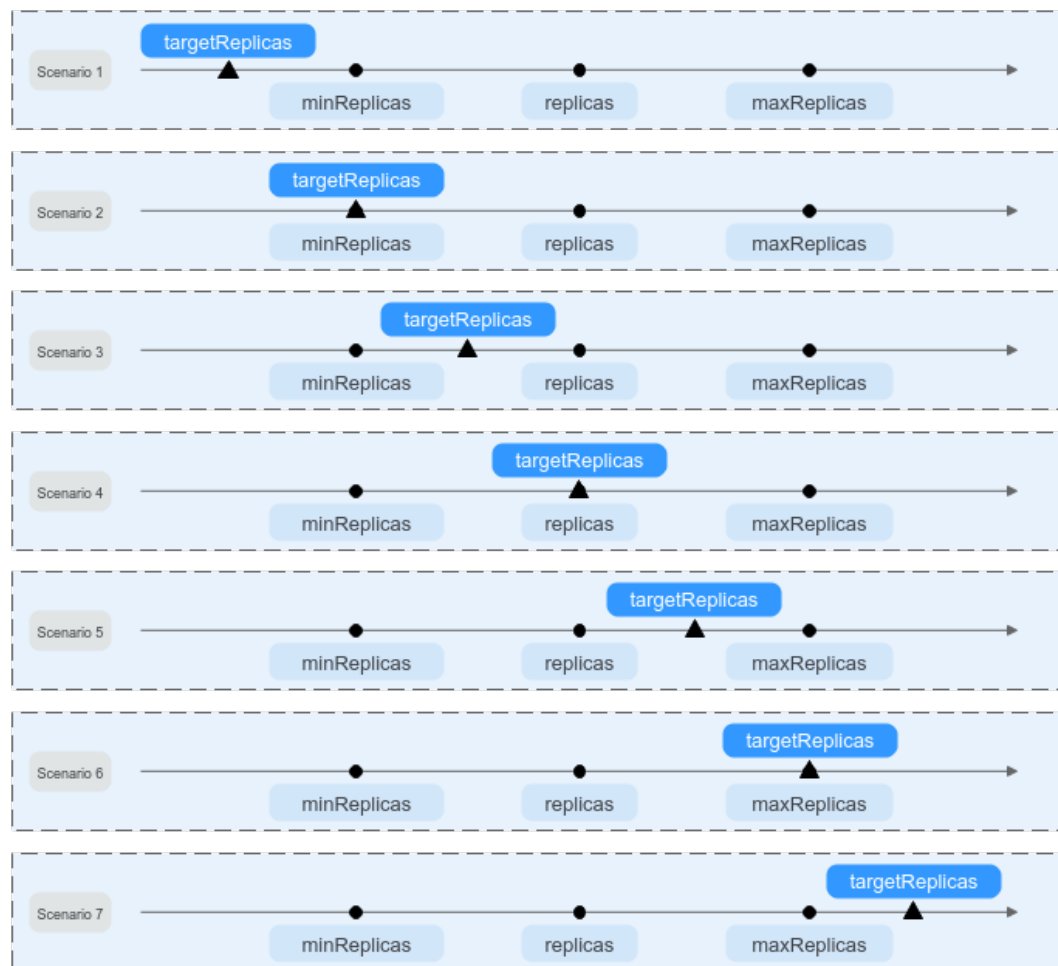 targetReplicas
Scenario 1
minReplicas replicas maxReplicas
targetReplicas
Scenario 2
minReplicas replicas maxReplicas
targetReplicas
Scenario 3
minReplicas replicas maxReplicas
targetReplicas
Scenario 4
minReplicas replicas maxReplicas
targetReplicas
Scenario 5
minReplicas replicas maxReplicas
targetReplicas
Scenario 6
minReplicas replicas maxReplicas
targetReplicas
Scenario 7
minReplicas replicas maxReplicas